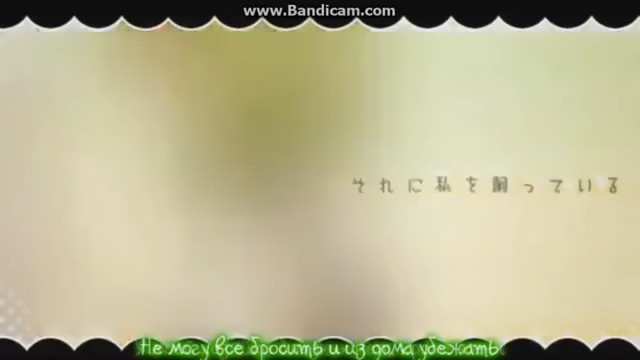 www.Bandicam.com
それに私を飼っている
Не могу все бросить и из дома убежать